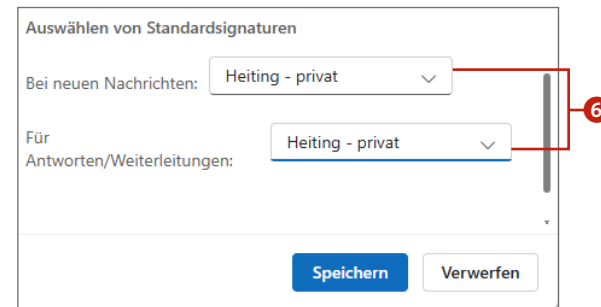 Auswählen von Standardsignaturen
Bei neuen Nachrichten: Heiting - privat
6
Für
Antworten/Weiterleitungen: Heiting - privat
Speichern Verwerfen